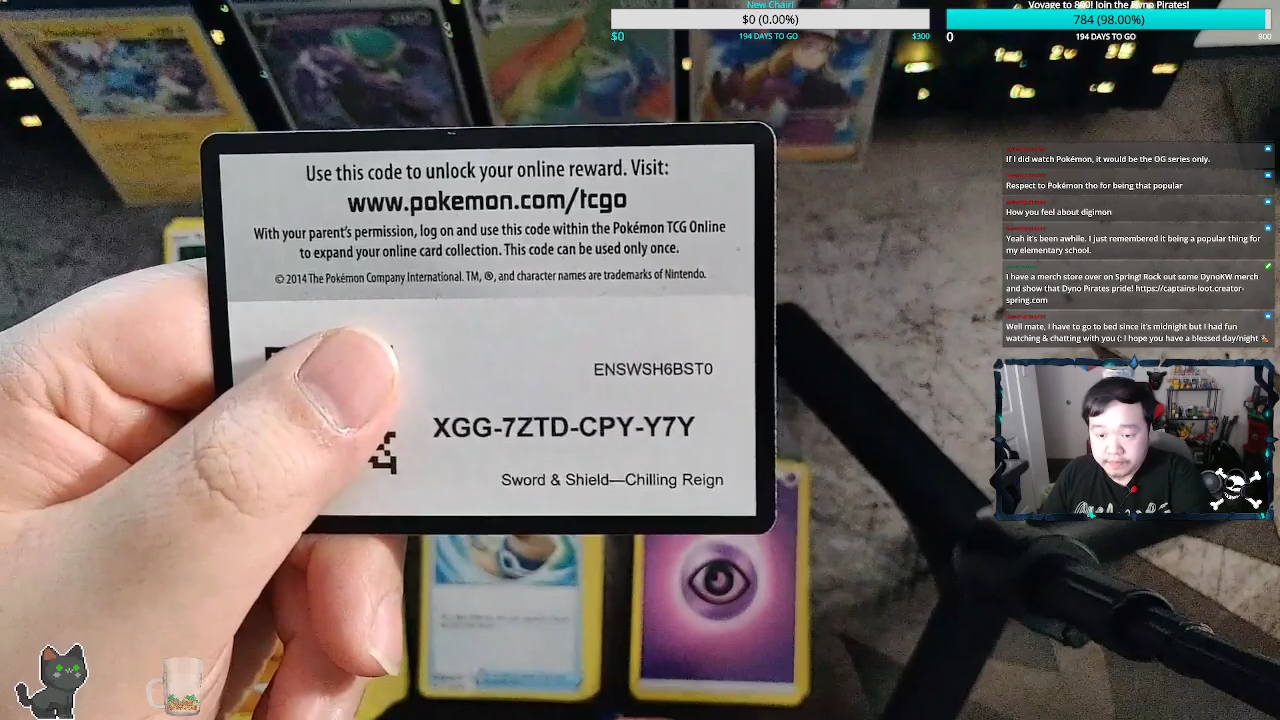 New Chair!
$0 (0.00%)
$0
194 DAYS TO GO
$300
Voyage to 800! Join the Dyno Pirates!
784 (98.00%)
0
194 DAYS TO GO
800
Use this code to unlock your online reward. Visit:
www.pokemon.com/tcgo
With your parent's permission, log on and use this code within the Pokémon TCG Online
to expand your online card collection. This code can be used only once.
© 2014 The Pokémon Company International. TM, ®, and character names are trademarks of Nintendo.
ENSWSH6BST0
XGG-7ZTD-CPY-Y7Y
Sword & Shield—Chilling Reign
If I did watch Pokémon, it would be the OG series only.
Respect to Pokémon tho for being that popular
How you feel about digimon
Yeah it's been awhile. I just remembered it being a popular thing for
my elementary school.
I have a merch store over on Spring! Rock out some DynoKW merch
and show that Dyno Pirates pride! https://captains-loot.creator-
spring.com
Well mate, I have to go to bed since it's midnight but I had fun
watching & chatting with you (: I hope you have a blessed day/night